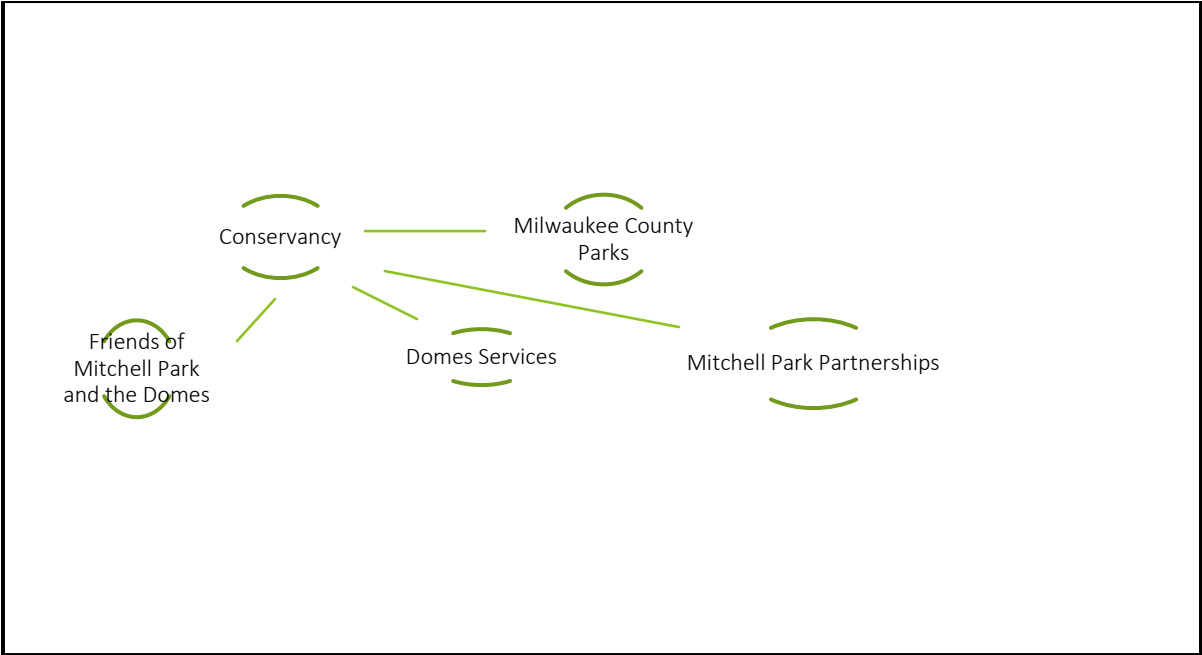 Conservancy
Milwaukee County
Parks
Friends of
Mitchell Park
and the Domes
Domes Services
Mitchell Park Partnerships